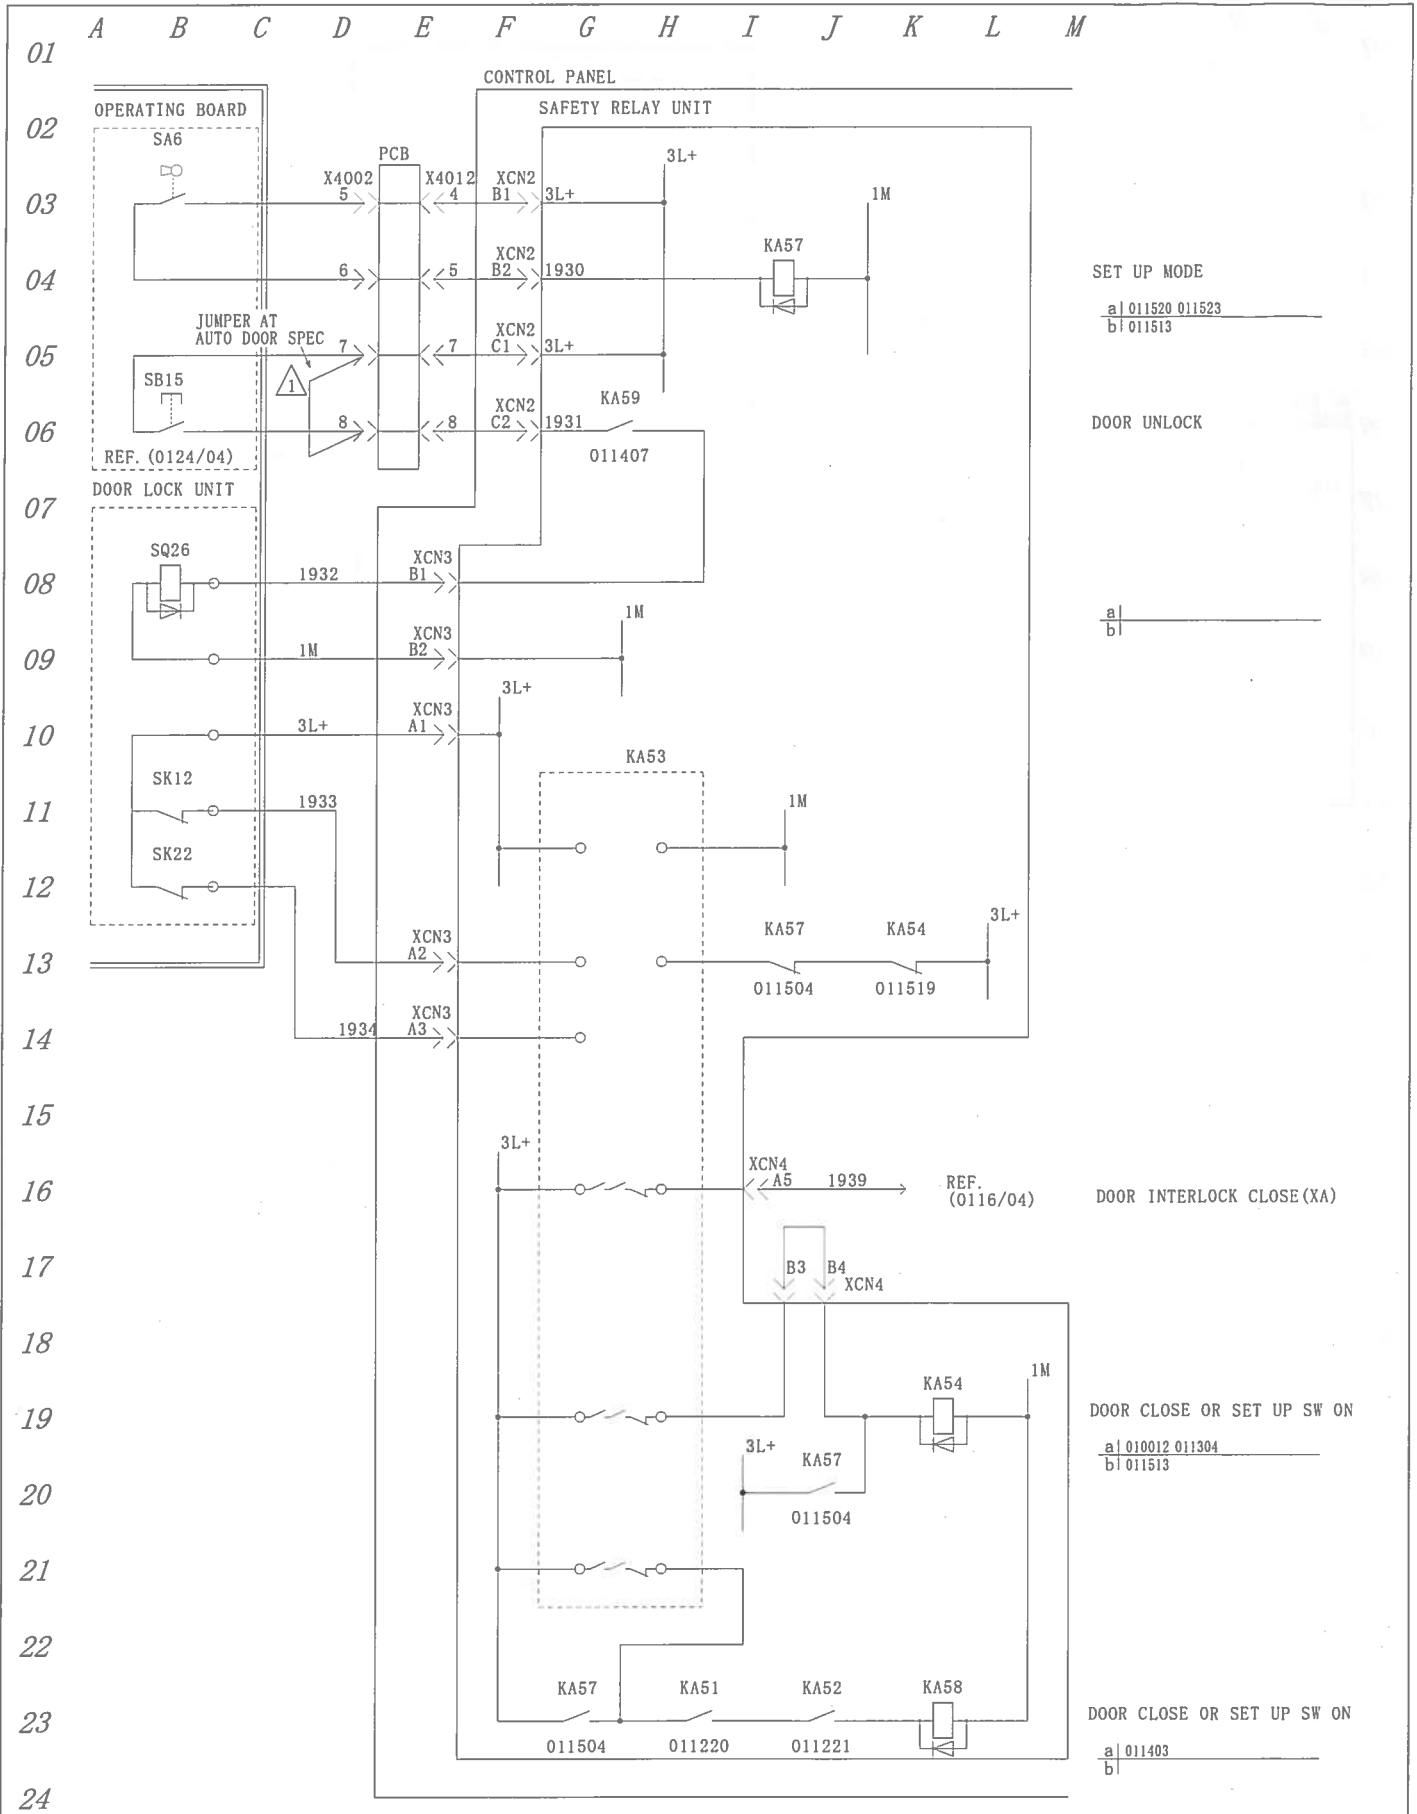 A B C D E F G H I J K L M
01
CONTROL PANEL
OPERATING BOARD
SAFETY RELAY UNIT
02
SA6
PCB
3L+
X4002 X4012 XCN2
03
5 4 B1 3L+
1M
XCN2
KA57
04
6 5 B2 1930
SET UP MODE
a 011520 011523
b 011513
JUMPER AT
AUTO DOOR SPEC
XCN2
05
7 7 C1 3L+
1
SB15
KA59
XCN2
06
8 8 C2 1931
DOOR UNLOCK
011407
REF. (0124/04)
DOOR LOCK UNIT
07
SQ26
XCN3
08
1932 B1
1M
a
b
XCN3
09
1M B2
3L+
XCN3
10
3L+ A1
KA53
SK12
11
1933
1M
SK22
12
3L+
KA57 KA54
XCN3
13
A2
011504 011519
XCN3
14
1934 A3
15
3L+
XCN4
16
A5 1939
REF.
(0116/04)
DOOR INTERLOCK CLOSE(XA)
17
B3 B4
XCN4
18
1M
KA54
19
DOOR CLOSE OR SET UP SW ON
a 010012 011304
b 011513
3L+
KA57
20
011504
21
22
KA57 KA51 KA52 KA58
23
DOOR CLOSE OR SET UP SW ON
011504 011220 011221
a 011403
b
24